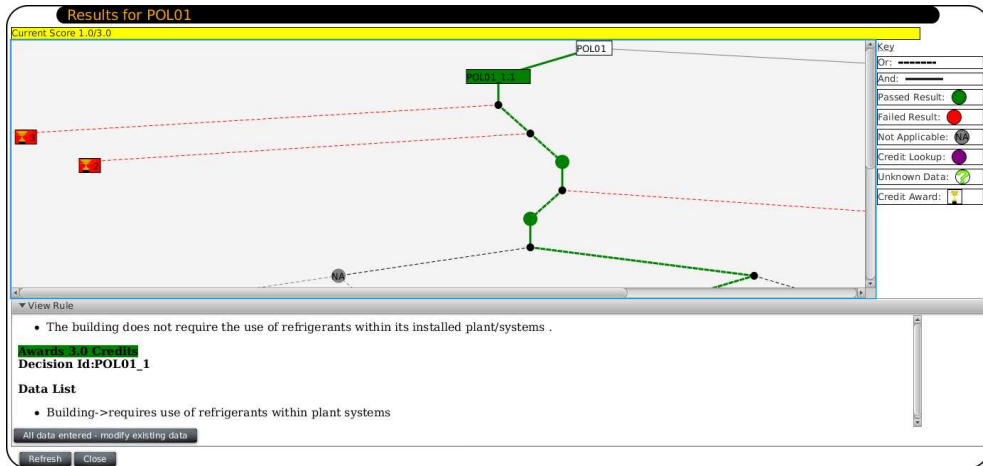 Results for POL01
Current Score 1.0/3.0
POL01
POL01_1.1
3
NA
Key
Or:
And:
Passed Result:
Failed Result:
Not Applicable: NA
Credit Lookup:
Unknown Data: ?
Credit Award:
View Rule
• The building does not require the use of refrigerants within its installed plant/systems .
Awards 3.0 Credits
Decision Id:POL01_1
Data List
• Building->requires use of refrigerants within plant systems
All data entered - modify existing data
Refresh Close